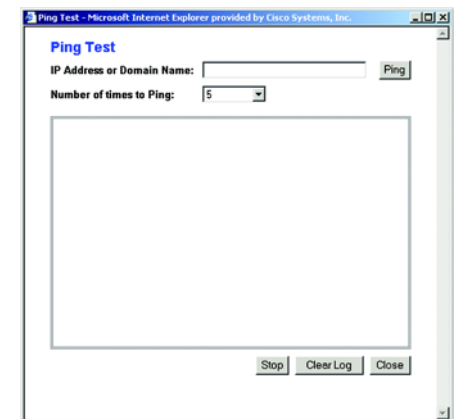 Ping Test - Microsoft Internet Explorer provided by Cisco Systems, Inc.
Ping Test
IP Address or Domain Name: Ping
Number of times to Ping: 5
Stop Clear Log Close